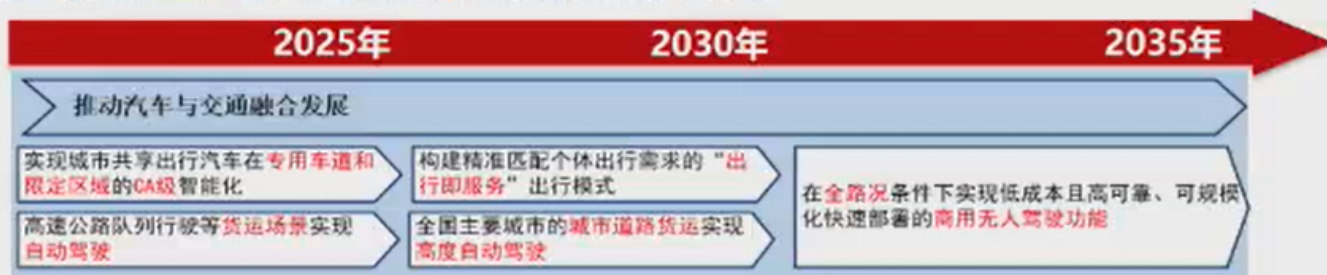 2025年 2030年 2035年
推动汽车与交通融合发展
实现城市共享出行汽车在专用车道和
限定区域的CA级智能化
高速公路队列行驶等货运场景实现
自动驾驶
构建精准匹配个体出行需求的“出
行即服务”出行模式
全国主要城市的城市道路货运实现
高度自动驾驶
在全路况条件下实现低成本且高可靠、可规模
化快速部署的商用无人驾驶功能